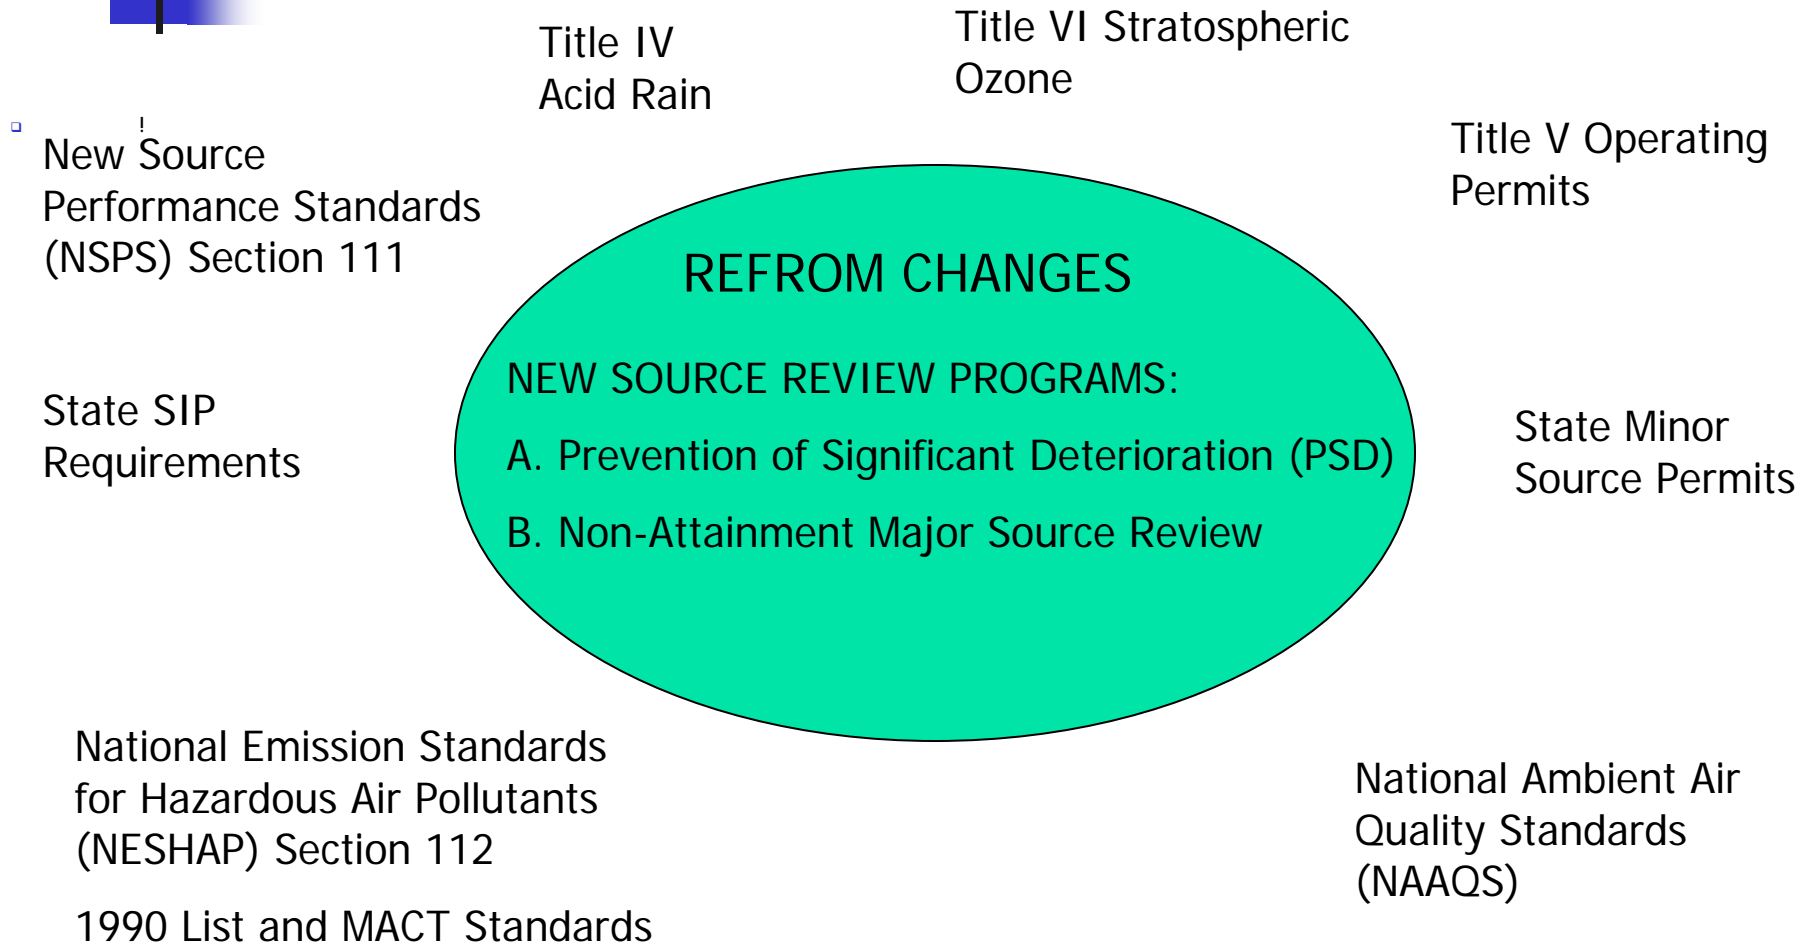 Title IV
Acid Rain
Title VI Stratospheric
Ozone
!
New Source
Performance Standards
(NSPS) Section 111
Title V Operating
Permits
REFROM CHANGES
NEW SOURCE REVIEW PROGRAMS:
A. Prevention of Significant Deterioration (PSD)
B. Non-Attainment Major Source Review
State SIP
Requirements
State Minor
Source Permits
National Emission Standards
for Hazardous Air Pollutants
(NESHAP) Section 112
1990 List and MACT Standards
National Ambient Air
Quality Standards
(NAAQS)